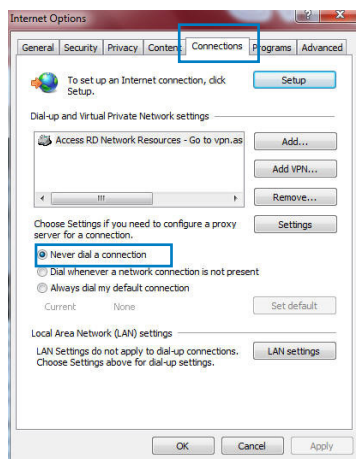 Internet Options
General Security Privacy Content Connections Programs Advanced
To set up an Internet connection, click
Setup.
Setup
Dial-up and Virtual Private Network settings
Access RD Network Resources - Go to vpn.as
Add...
Add VPN...
Remove...
Choose Settings if you need to configure a proxy
server for a connection.
Settings
Never dial a connection
Dial whenever a network connection is not present
Always dial my default connection
Current None
Set default
Local Area Network (LAN) settings
LAN Settings do not apply to dial-up connections.
Choose Settings above for dial-up settings.
LAN settings
OK Cancel Apply